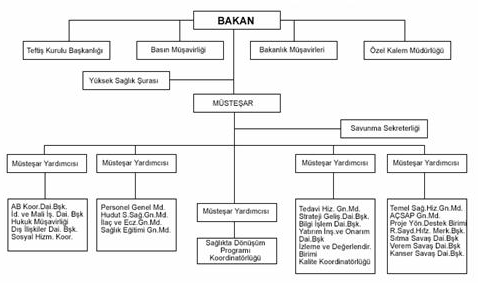 BAKAN
Teftiş Kurulu Başkanlığı
Basın Müşavirliği
Bakanlık Müşavirleri
Özel Kalem Müdürlüğü
Yüksek Sağlık Şurası
MÜSTEŞAR
Savunma Sekreterliği
Müsteşar Yardımcısı
Müsteşar Yardımcısı
Müsteşar Yardımcısı
Müsteşar Yardımcısı
Müsteşar Yardımcısı
AB Koor.Dai.Bşk.
İd. ve Mali İş. Dai. Bşk
Hukuk Müşavirliği
Dış İlişkiler Dai. Bşk.
Sosyal Hizm. Koor.
Personel Genel Md.
Hudut S.Sağ.Gn.Md.
İlaç ve Ecz.Gn.Md.
Sağlık Eğitimi Gn.Md.
Sağlıkta Dönüşüm
Programı
Koordinatörlüğü
Tedavi Hiz. Gn.Md.
Strateji Geliş.Dai.Bşk.
Bilgi İşlem Dai.Bşk.
Yatırım İnş.ve Onarım
Dai.Bşk
İzleme ve Değerlendir.
Birimi
Kalite Koordinatörlüğü
Temel Sağ.Hiz.Gn.Md.
AÇSAP Gn.Md.
Proje Yön.Destek Birimi
R.Sayd.Hıfz. Merk.Bşk.
Sıtma Savaş Dai.Bşk
Verem Savaş Dai.Bşk
Kanser Savaş Dai.Bşk.